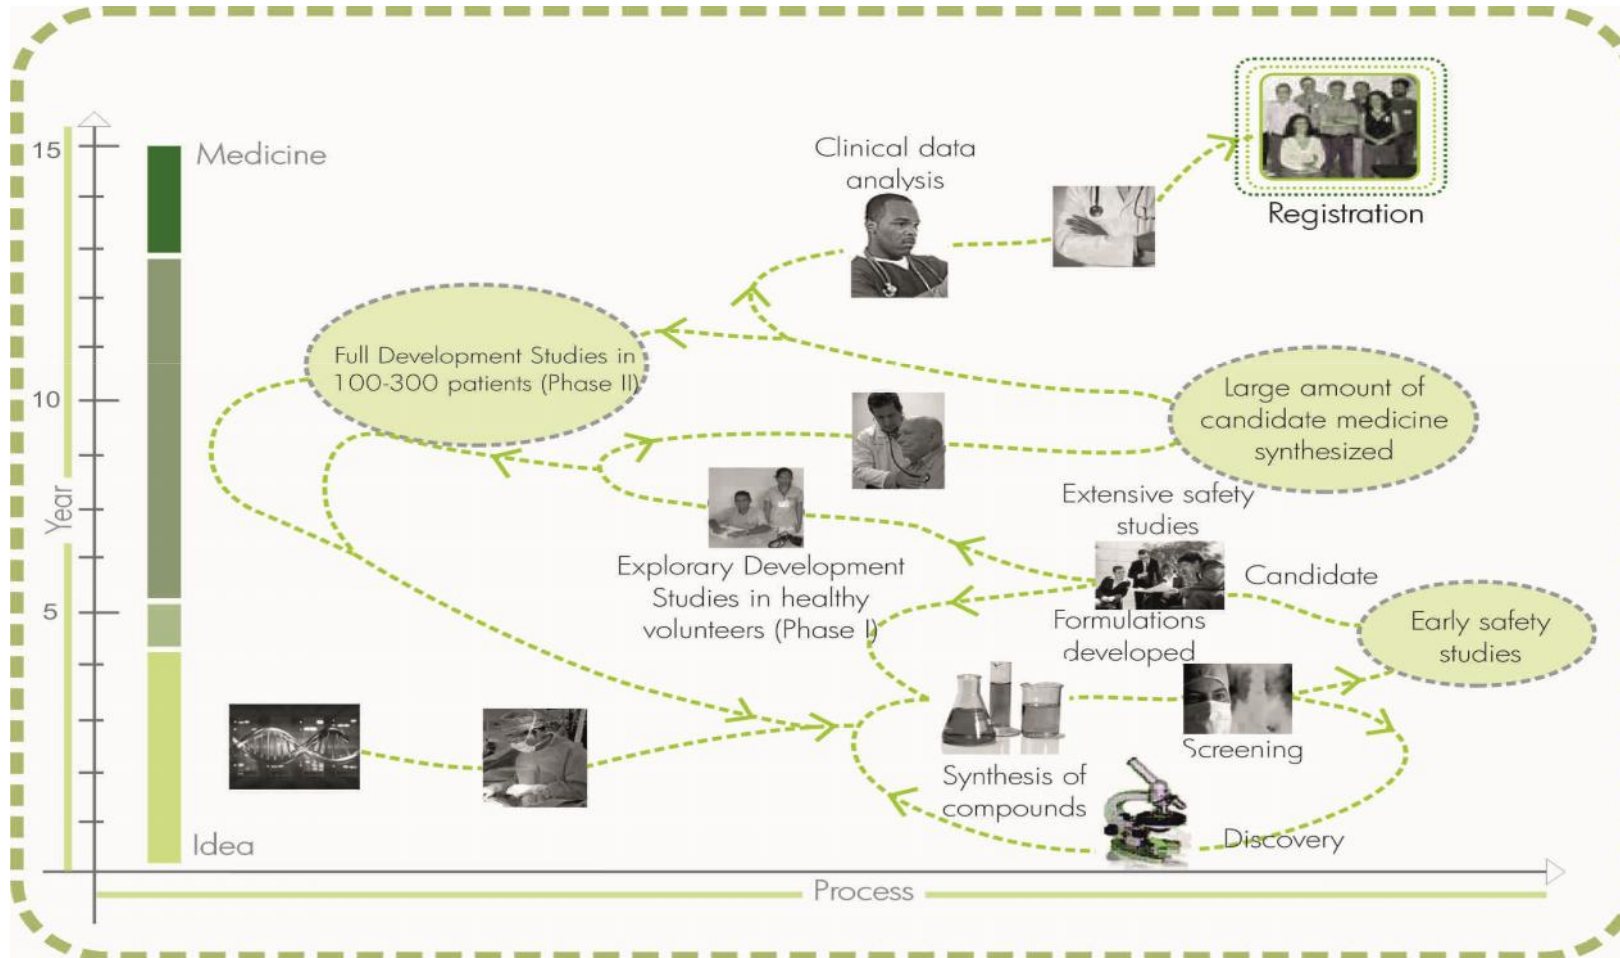 15
Medicine
Clinical data
analysis
Registration
Full Development Studies in
100-300 patients (Phase II)
10
Large amount of
candidate medicine
synthesized
Extensive safety
studies
Year
Explorary Development
Studies in healthy
volunteers (Phase I)
Candidate
Formulations
developed
5
Early safety
studies
Screening
Synthesis of
compounds
Discovery
Idea
Process